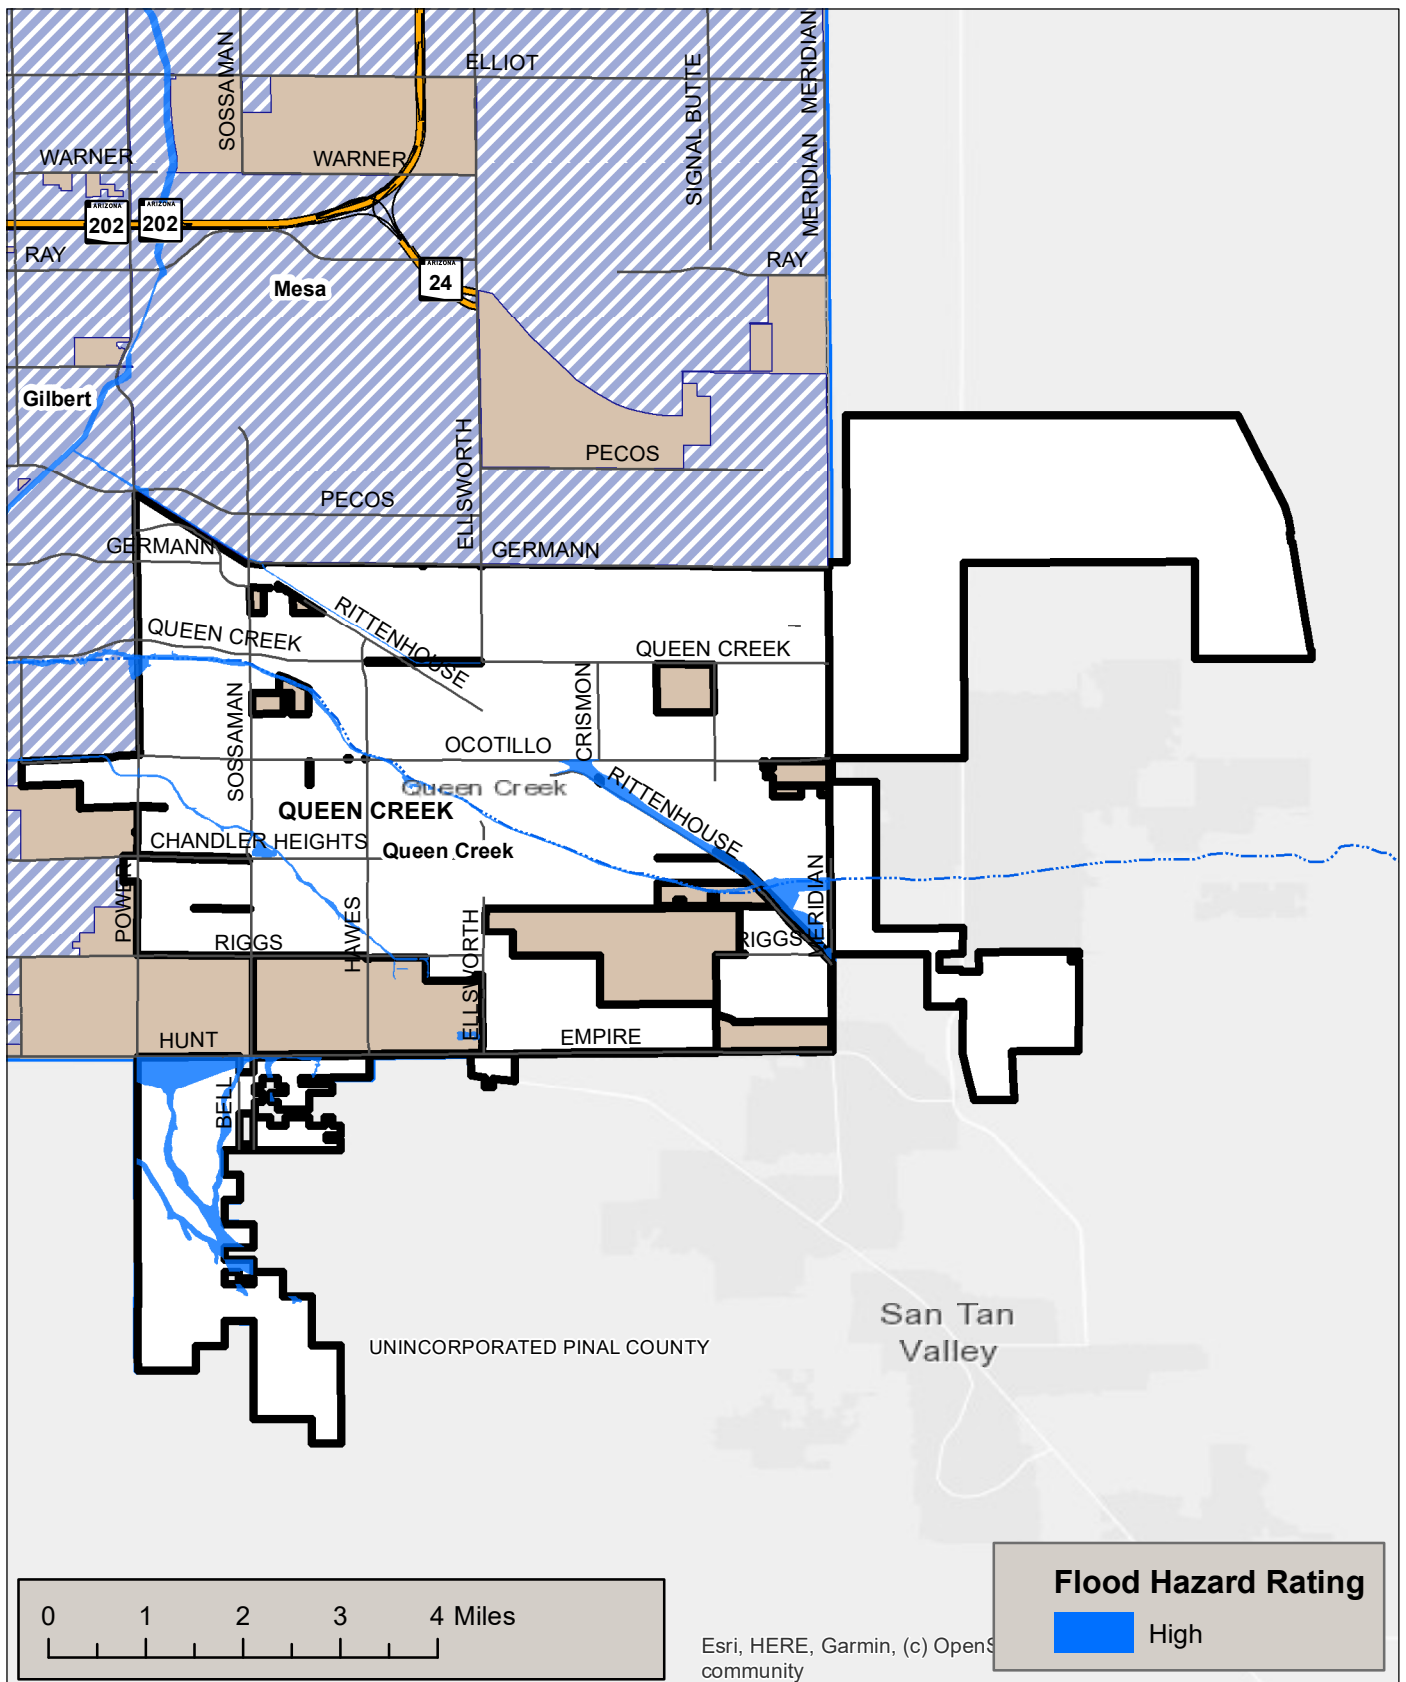 ELLIOT
SOSSAMAN
SIGNAL BUTTE
MERIDIAN
MERIDIAN
WARNER
WARNER
ARIZONA
202
ARIZONA
202
RAY
RAY
ARIZONA
24
Mesa
Gilbert
ELLSWORTH
PECOS
PECOS
GERMANN
GERMANN
RITTENHOUSE
QUEEN CREEK
QUEEN CREEK
SOSSAMAN
CRISMON
OCOTILLO
Queen Creek
RITTENHOUSE
QUEEN CREEK
CHANDLER HEIGHTS
Queen Creek
POWER
HAWES
ELLSWORTH
MERIDIAN
RIGGS
RIGGS
HUNT
EMPIRE
BELL
San Tan
Valley
UNINCORPORATED PINAL COUNTY
0 1 2 3 4 Miles
Esri, HERE, Garmin, (c) OpenS
community
Flood Hazard Rating
High